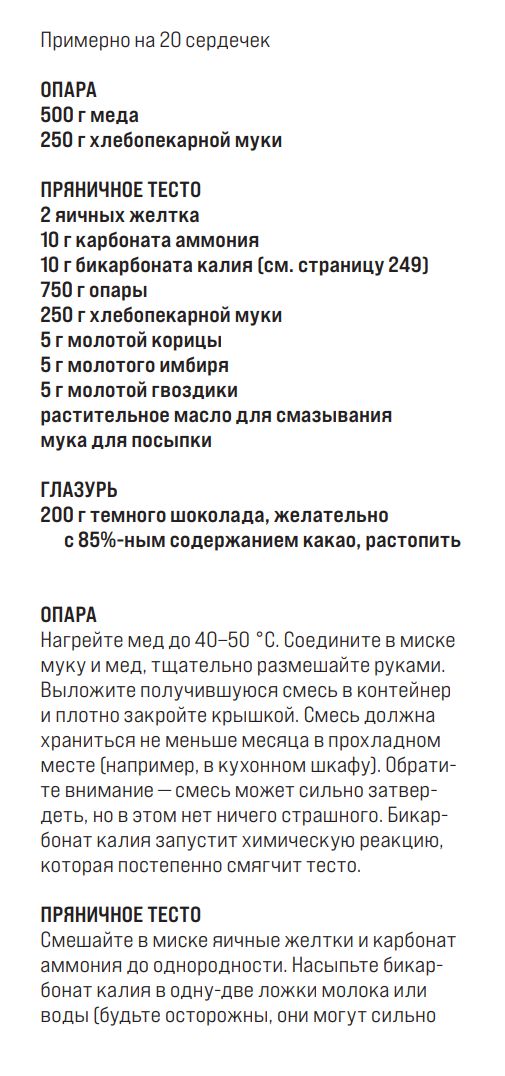 Примерно на 20 сердечек
ОПАРА
500 г меда
250 г хлебопекарной муки
ПРЯНИЧНОЕ ТЕСТО
2 яичных желтка
10 г карбоната аммония
10 г бикарбоната калия (см. страницу 249)
750 г опары
250 г хлебопекарной муки
5 г молотой корицы
5 г молотого имбиря
5 г молотой гвоздики
растительное масло для смазывания
мука для посыпки
ГЛАЗУРЬ
200 г темного шоколада, желательно
с 85%-ным содержанием какао, растопить
ОПАРА
Нагрейте мед до 40–50 °C. Соедините в миске
муку и мед, тщательно размешайте руками.
Выложите получившуюся смесь в контейнер
и плотно закройте крышкой. Смесь должна
храниться не меньше месяца в прохладном
месте (например, в кухонном шкафу). Обрати-
те внимание — смесь может сильно затвер-
деть, но в этом нет ничего страшного. Бикар-
бонат калия запустит химическую реакцию,
которая постепенно смягчит тесто.
ПРЯНИЧНОЕ ТЕСТО
Смешайте в миске яичные желтки и карбонат
аммония до однородности. Насыпьте бикар-
бонат калия в одну-две ложки молока или
воды (будьте осторожны, они могут сильно